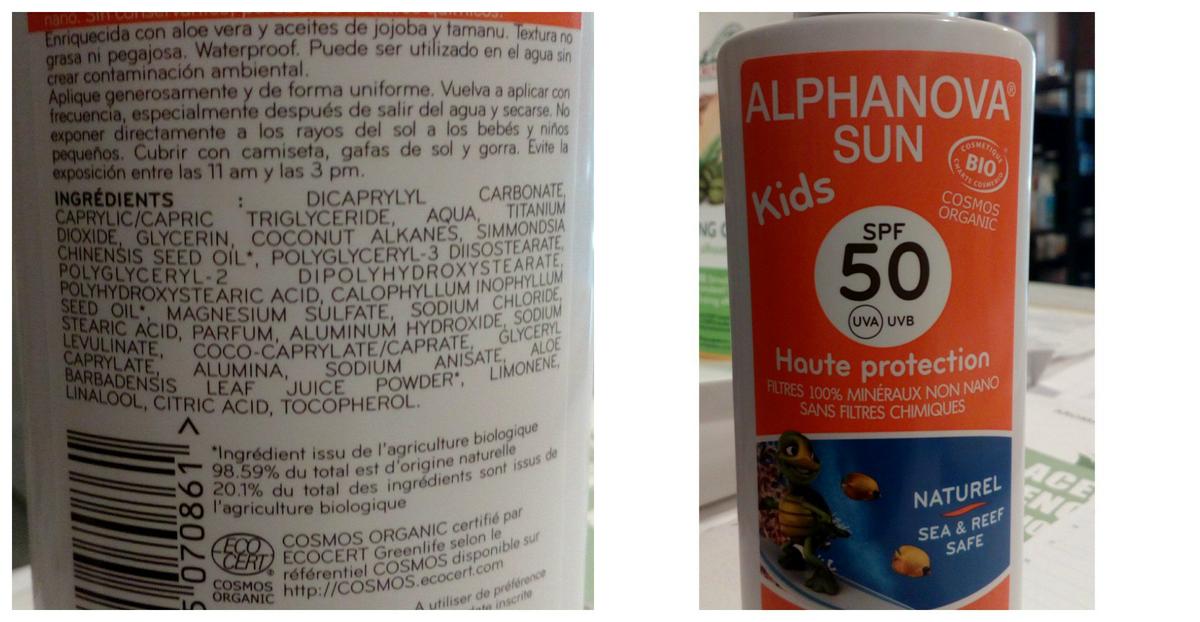 nano. Sin conservantes,
Enriquecida con aloe vera y aceites de jojoba y tamanu. Textura no
grasa ni pegajosa. Waterproof. Puede ser utilizado en el agua sin
crear contaminación ambiental.
Aplique generosamente y de forma uniforme. Vuelva a aplicar con
frecuencia, especialmente después de salir del agua y secarse. No
exponer directamente a los rayos del sol a los bebés y niños
pequeños. Cubrir con camiseta, gafas de sol y gorra. Evite la
exposición entre las 11 am y las 3 pm.
INGRÉDIENTS : DICAPRYLYL CARBONATE,
CAPRYLIC/CAPRIC TRIGLYCERIDE, AQUA, TITANIUM
DIOXIDE, GLYCERIN, COCONUT ALKANES, SIMMONDSIA
CHINENSIS SEED OIL*, POLYGLYCERYL-3 DIISOSTEARATE,
POLYGLYCERYL-2 DIPOLYHYDROXYSTEARATE,
POLYHYDROXYSTEARIC ACID, CALOPHYLLUM INOPHYLLUM
SEED OIL*, MAGNESIUM SULFATE, SODIUM CHLORIDE,
STEARIC ACID, PARFUM, ALUMINUM HYDROXIDE, SODIUM
LEVULINATE, COCO-CAPRYLATE/CAPRATE, GLYCERYL
CAPRYLATE, ALUMINA, SODIUM ANISATE, ALOE
BARBADENSIS LEAF JUICE POWDER*, LIMONENE,
LINALOOL, CITRIC ACID, TOCOPHEROL.
*Ingrédient issu de l'agriculture biologique
98.59% du total est d'origine naturelle
20.1% du total des ingrédients sont issus de
l'agriculture biologique
5 070861 >
ECO
CERT®
COSMOS
ORGANIC
COSMOS ORGANIC certifié par
ECOCERT Greenlife selon le
référentiel COSMOS disponible sur
http://COSMOS.ecocert.com
A utiliser de préférence
date inscrite
ALPHANOVA®
SUN
COSMETIQUE
BIO
CHARTE COSMEBIO
COSMOS
ORGANIC
Kids
SPF
50
UVA UVB
Haute protection
FILTRES 100% MINÉRAUX NON NANO
SANS FILTRES CHIMIQUES
NATUREL
SEA & REEF
SAFE